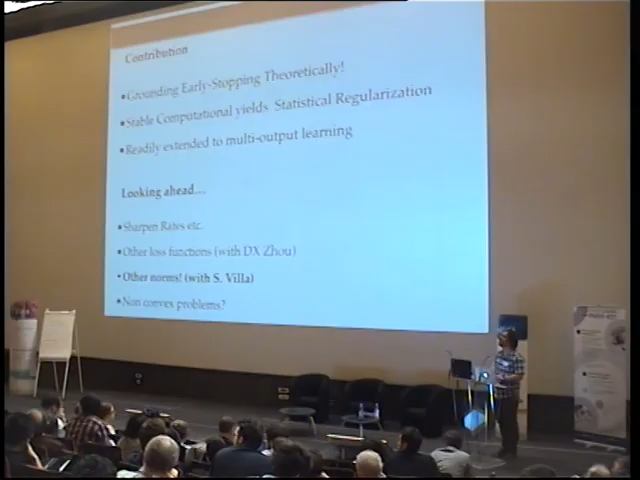 Contribution
Grounding Early-Stopping Theoretically!
Stable Computational yields Statistical Regularization
Readily extended to multi-output learning
Looking ahead...
Sharpen Rates etc.
Other loss functions (with DX Zhou)
Other norms! (with S. Villa)
Non convex problems?